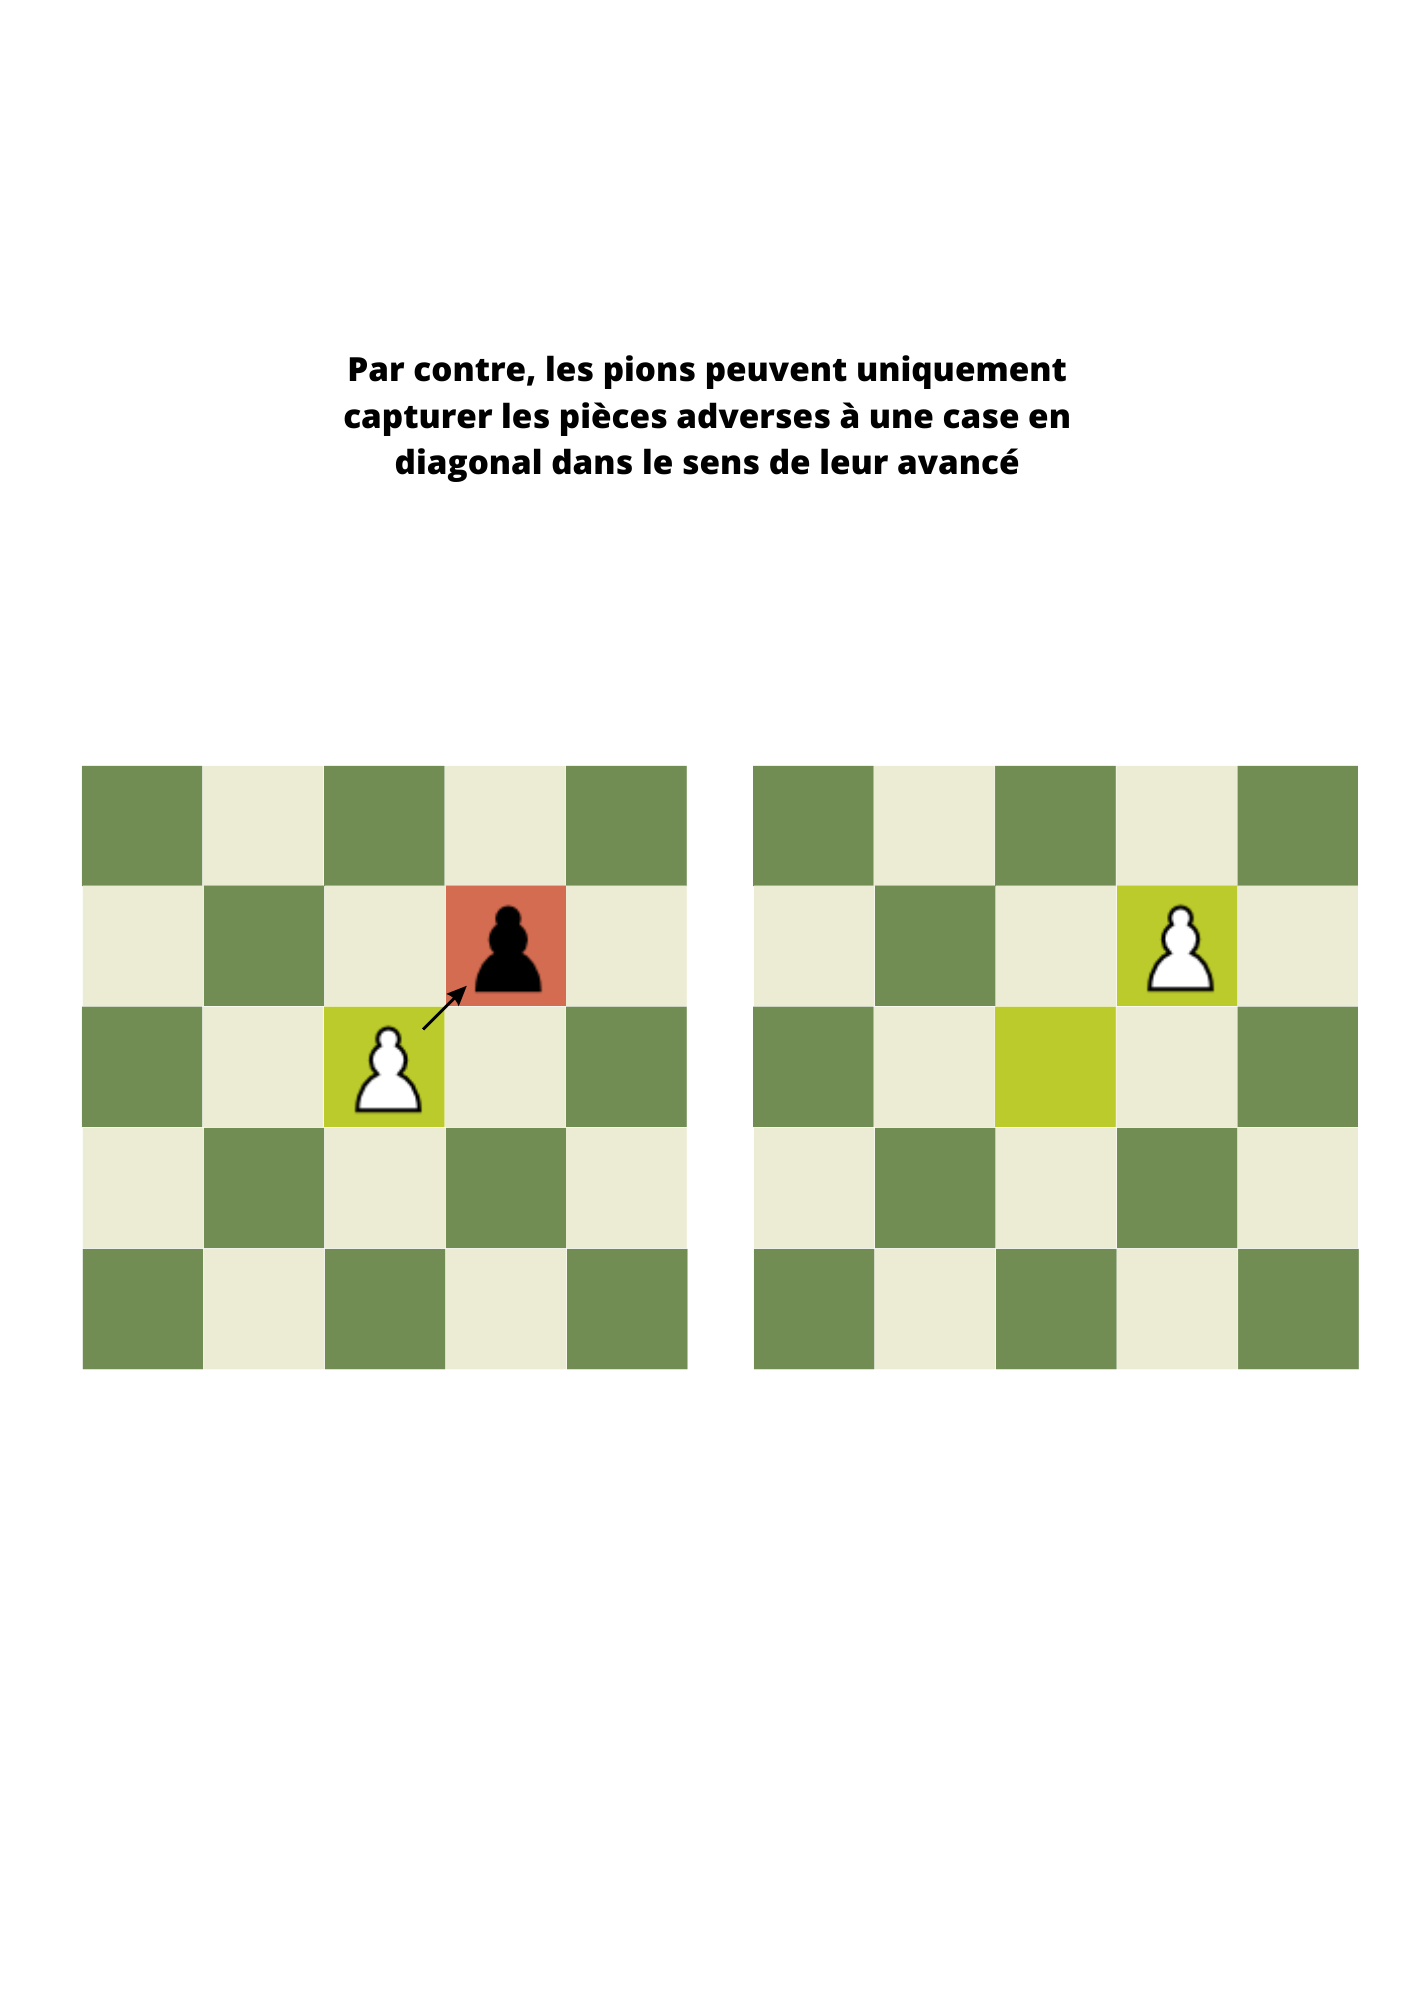 Par contre, les pions peuvent uniquement
capturer les pièces adverses à une case en
diagonal dans le sens de leur avancé